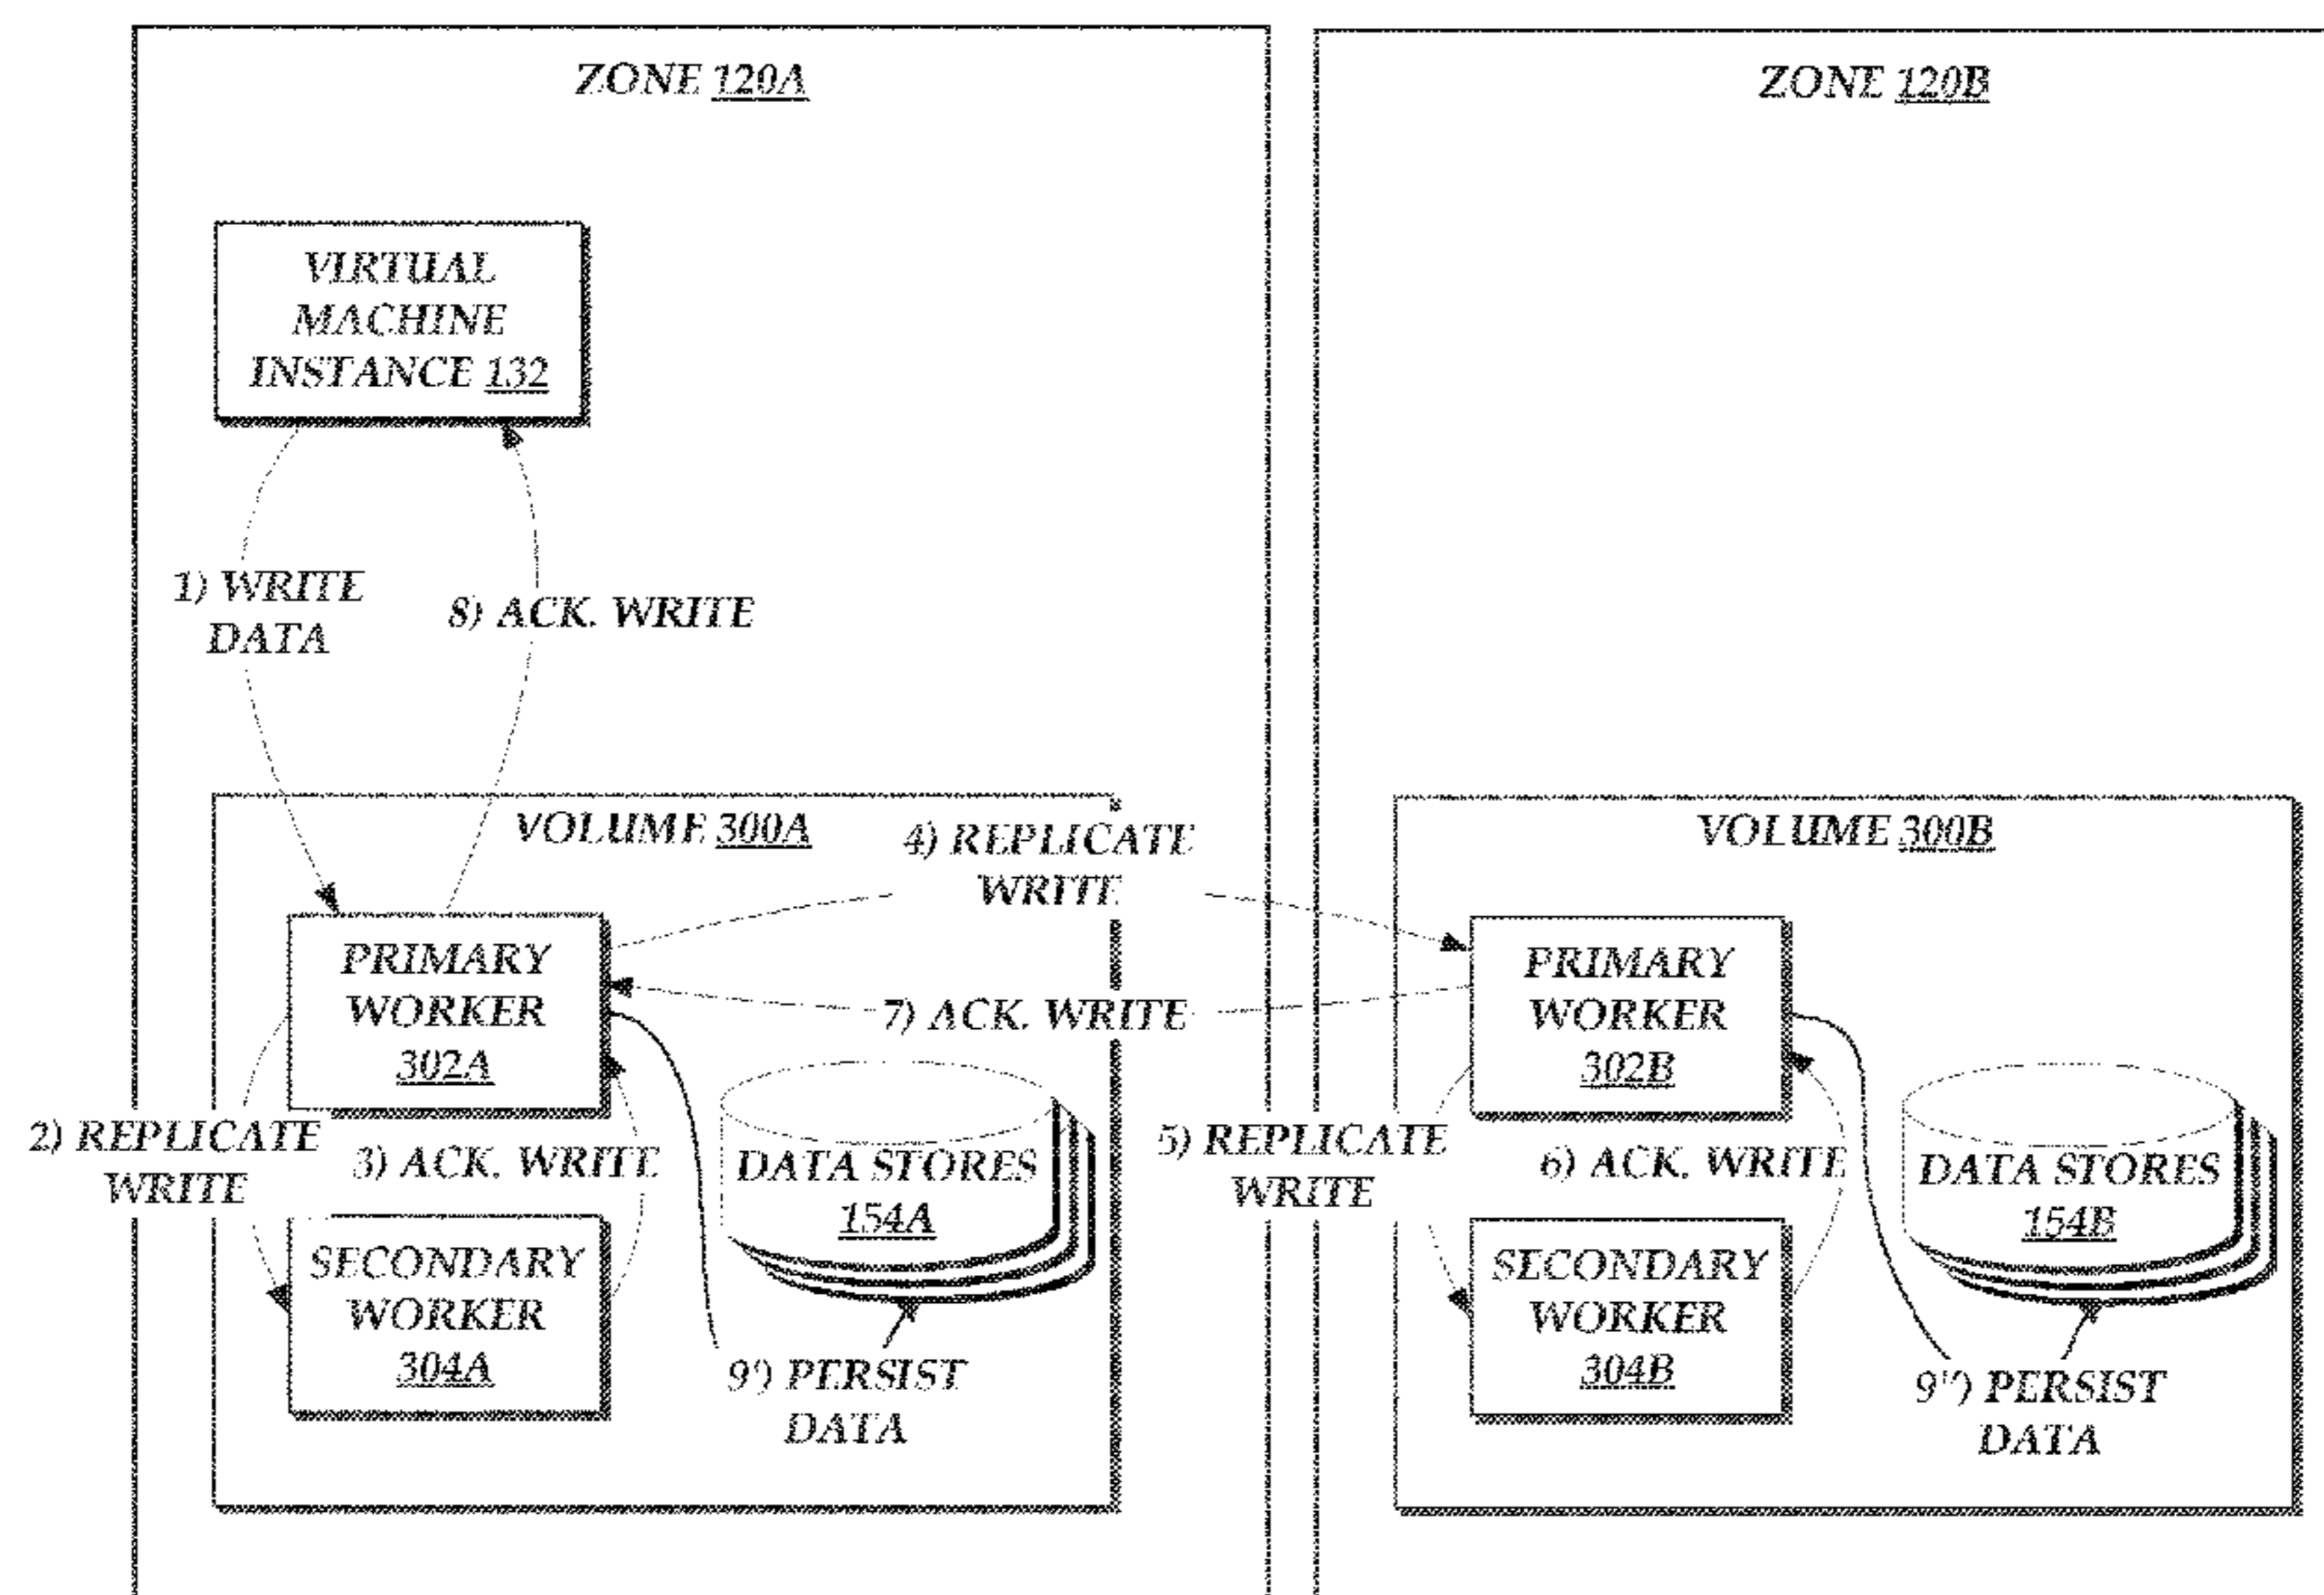 ZONE 120A
ZONE 120B
VIRTUAL
MACHINE
INSTANCE 132
1) WRITE
DATA
8) ACK. WRITE
VOLUME 300A
4) REPLICATE
WRITE
VOLUME 300B
PRIMARY
WORKER
302A
7) ACK. WRITE
PRIMARY
WORKER
302B
2) REPLICATE
WRITE
3) ACK. WRITE
DATA STORES
154A
5) REPLICATE
WRITE
6) ACK. WRITE
DATA STORES
154B
SECONDARY
WORKER
304A
9') PERSIST
DATA
SECONDARY
WORKER
304B
9'') PERSIST
DATA